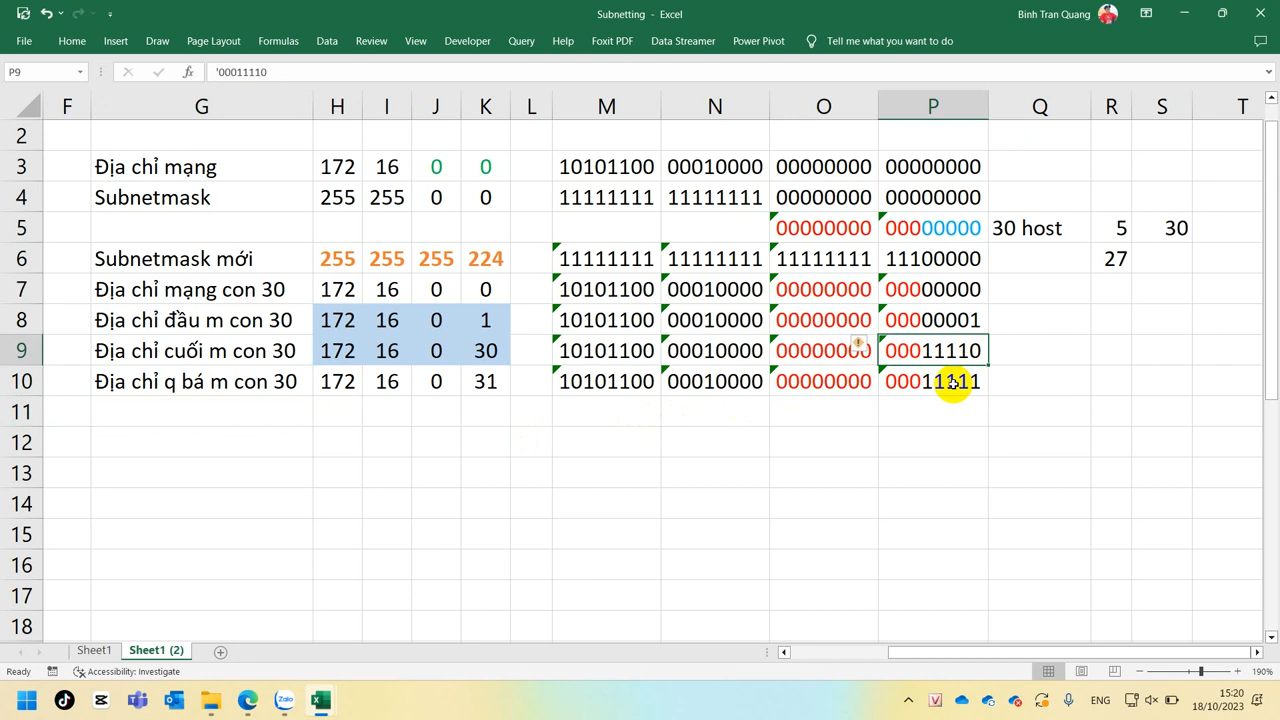 Subnetting - Excel
Binh Tran Quang
File Home Insert Draw Page Layout Formulas Data Review View Developer Query Help Foxit PDF Data Streamer Power Pivot Tell me what you want to do
P9 fx '00011110
F G H I J K L M N O P Q R S T
2
3 Địa chỉ mạng 172 16 0 0 10101100 00010000 00000000 00000000
4 Subnetmask 255 255 0 0 11111111 11111111 00000000 00000000
5 00000000 00000000 30 host 5 30
6 Subnetmask mới 255 255 255 224 11111111 11111111 11111111 11100000 27
7 Địa chỉ mạng con 30 172 16 0 0 10101100 00010000 00000000 00000000
8 Địa chỉ đầu m con 30 172 16 0 1 10101100 00010000 00000000 00000001
9 Địa chỉ cuối m con 30 172 16 0 30 10101100 00010000 00000000 00011110
10 Địa chỉ q bá m con 30 172 16 0 31 10101100 00010000 00000000 00011111
11
12
13
14
15
16
17
18
Sheet1 Sheet1 (2)
Ready Accessibility: Investigate 190%
Zalo V ENG 15:20
18/10/2023